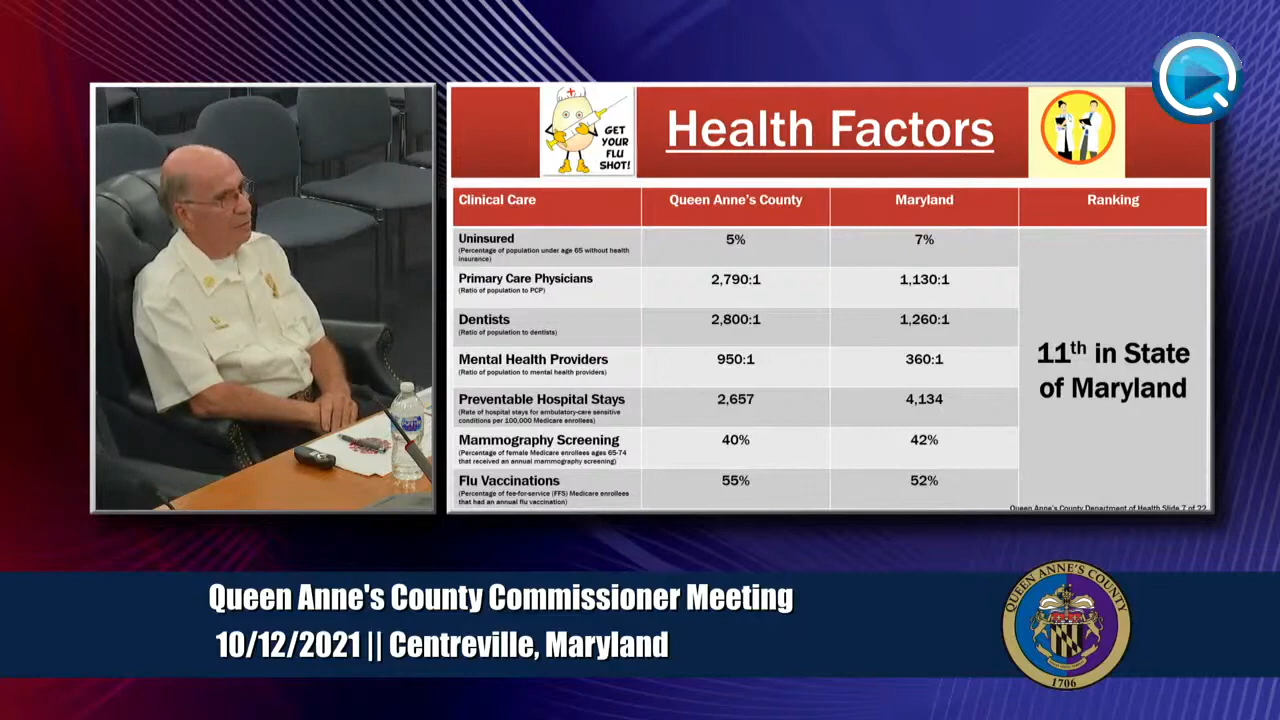 GET
YOUR
FLU
SHOT!
Health Factors
Clinical Care
Queen Anne's County
Maryland
Ranking
Uninsured
(Percentage of population under age 65 without health
insurance)
5%
7%
Primary Care Physicians
(Ratio of population to PCP)
2,790:1
1,130:1
Dentists
(Ratio of population to dentists)
2,800:1
1,260:1
Mental Health Providers
(Ratio of population to mental health providers)
950:1
360:1
Preventable Hospital Stays
(Rate of hospital stays for ambulatory-care sensitive
conditions per 100,000 Medicare enrollees)
2,657
4,134
Mammography Screening
(Percentage of female Medicare enrollees ages 65-74
that received an annual mammography screening)
40%
42%
Flu Vaccinations
(Percentage of fee-for-service (FFS) Medicare enrollees
that had an annual flu vaccination)
55%
52%
11th in State
of Maryland
Queen Anne's County Department of Health Slide 7 of 22
Queen Anne's County Commissioner Meeting
10/12/2021 || Centreville, Maryland
QUEEN ANNE'S COUNTY
1706